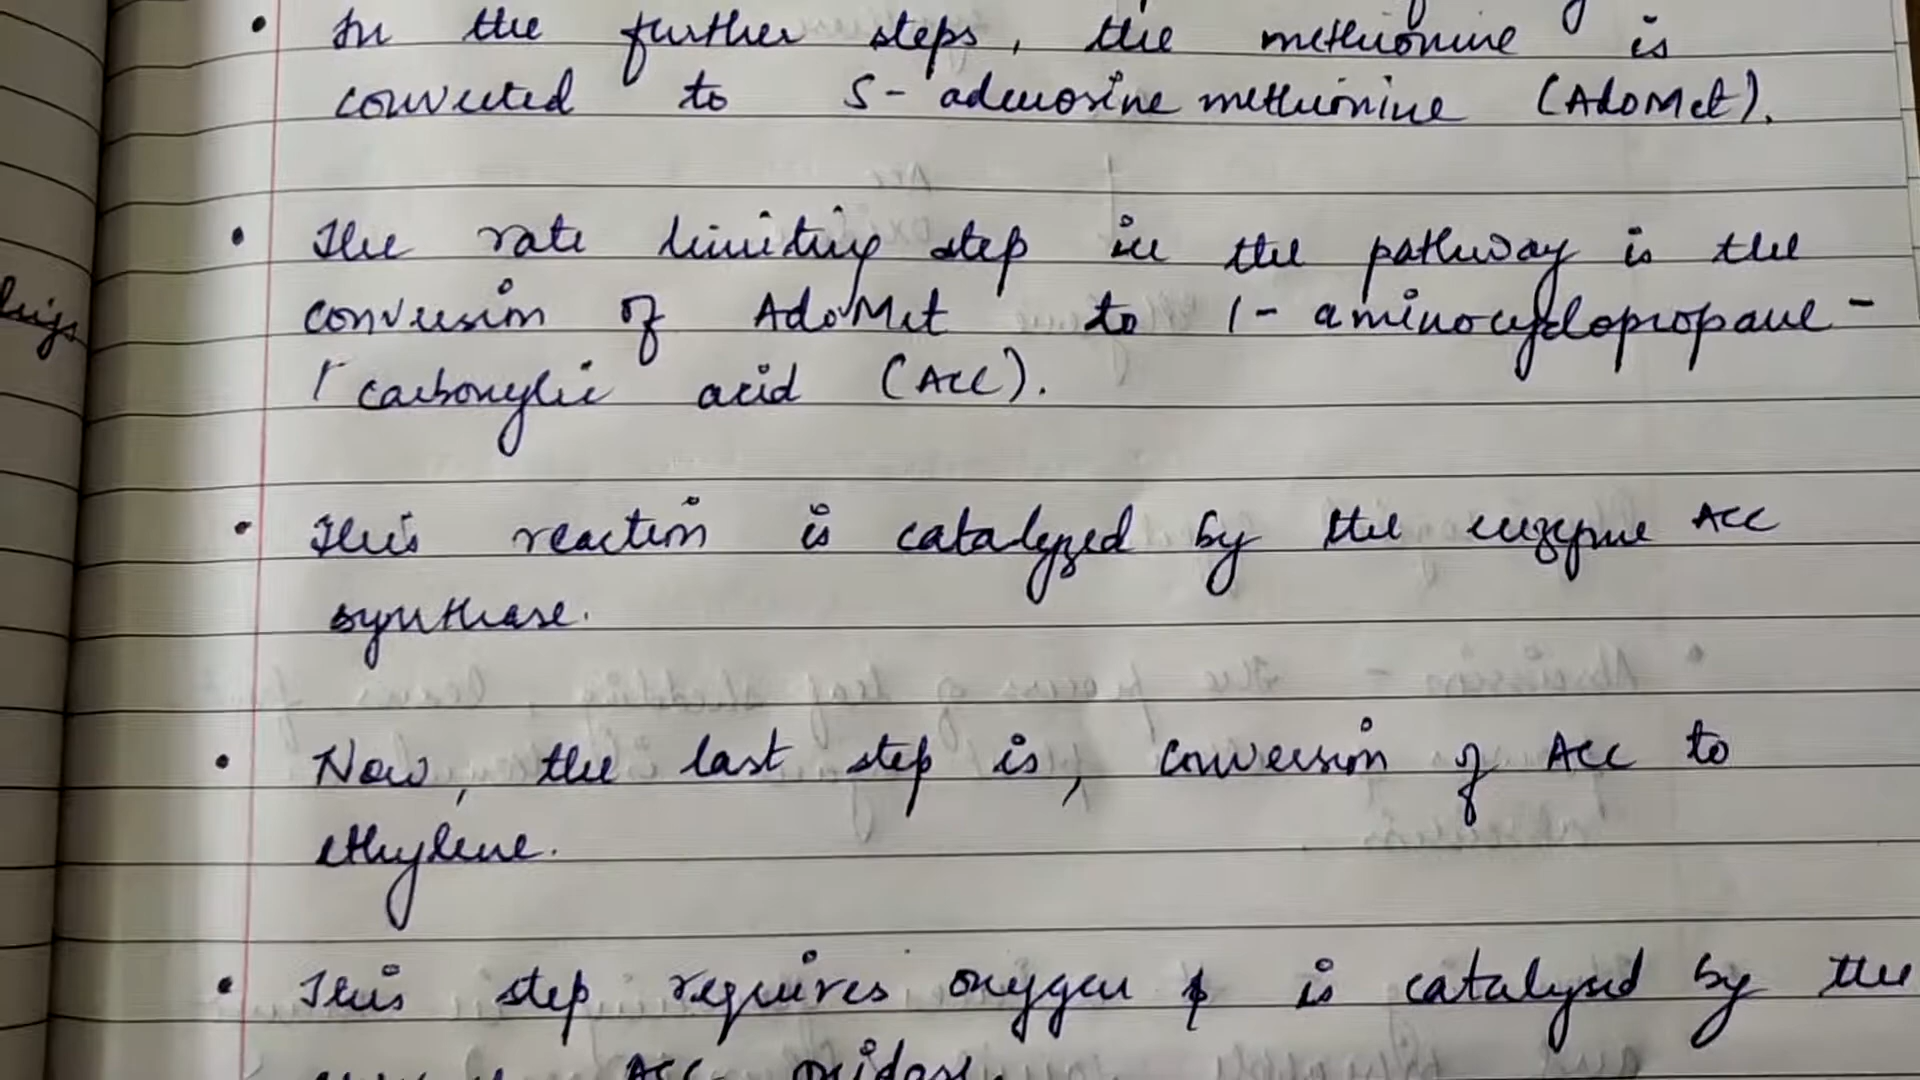 • In the further steps, the methionine is
converted to S-adenosine methionine (AdoMet).
• The rate limiting step in the pathway is the
conversion of AdoMet to 1-aminocyclopropane-
1-carboxylic acid (ACC).
• This reaction is catalyzed by the enzyme ACC
synthase.
• Now, the last step is, conversion of ACC to
ethylene.
• This step requires oxygen & is catalysed by the
ACC oxidase.